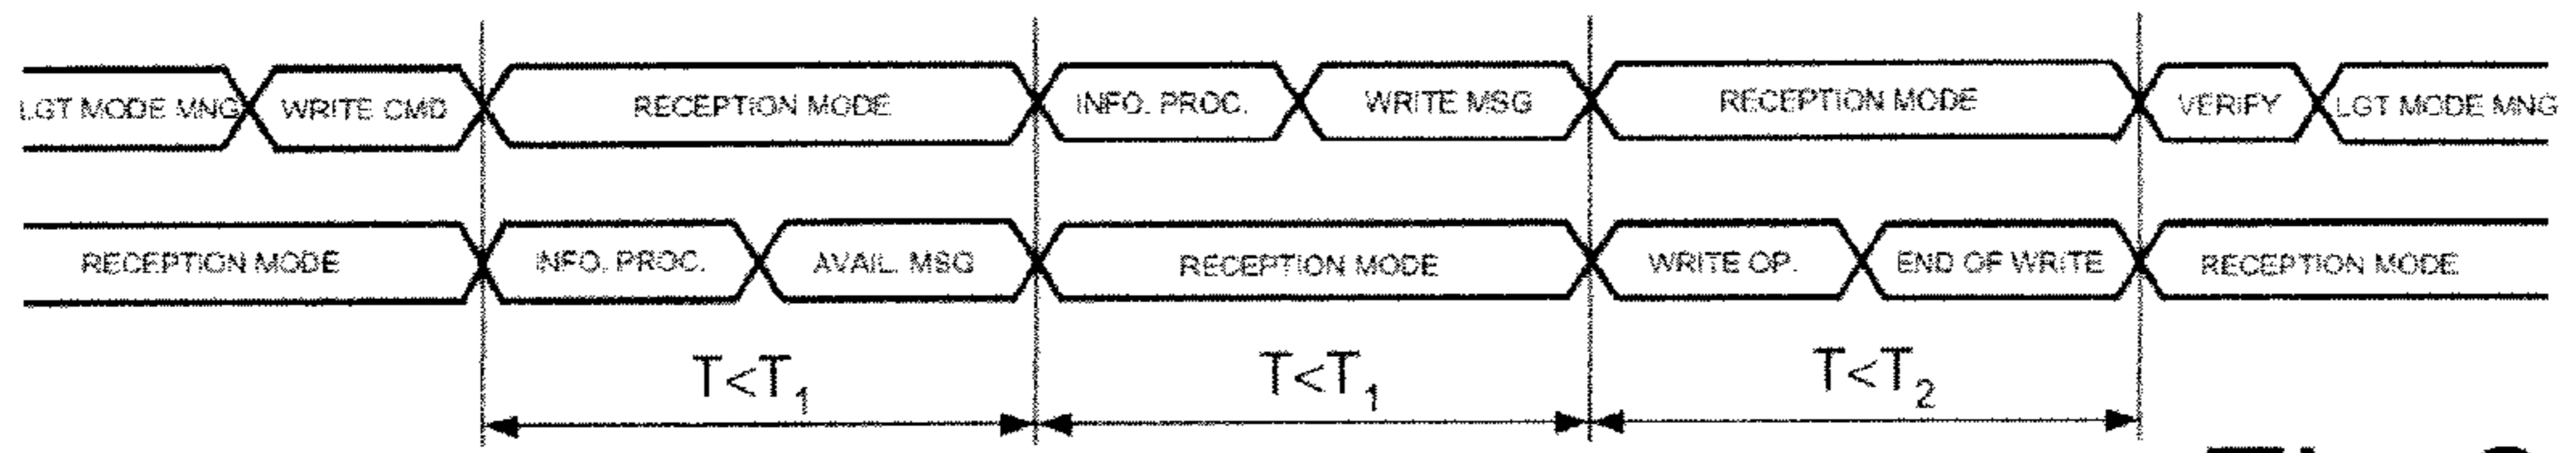 LGT MODE MNG WRITE CMD RECEPTION MODE INFO. PROC. WRITE MSG RECEPTION MODE VERIFY LGT MODE MNG
RECEPTION MODE INFO. PROC. AVAIL. MSG RECEPTION MODE WRITE OP. END OF WRITE RECEPTION MODE
T<T1 T<T1 T<T2